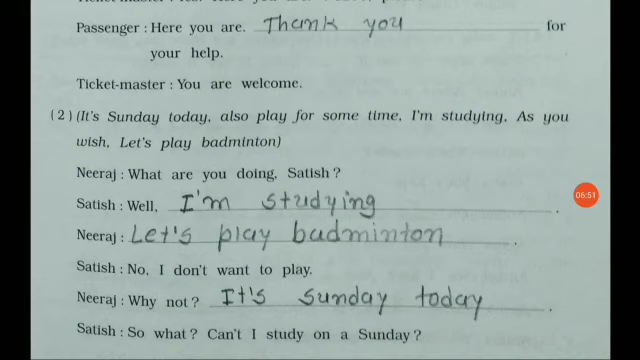 Passenger : Here you are. Thank you for
your help.
Ticket-master : You are welcome.
(2) (It's Sunday today, also play for some time, I'm studying, As you
wish, Let's play badminton)
Neeraj : What are you doing, Satish ?
Satish : Well, I'm studying .
Neeraj : Let's play badminton .
Satish : No, I don't want to play.
Neeraj : Why not ? It's sunday today .
Satish : So what ? Can't I study on a Sunday ?
06:51